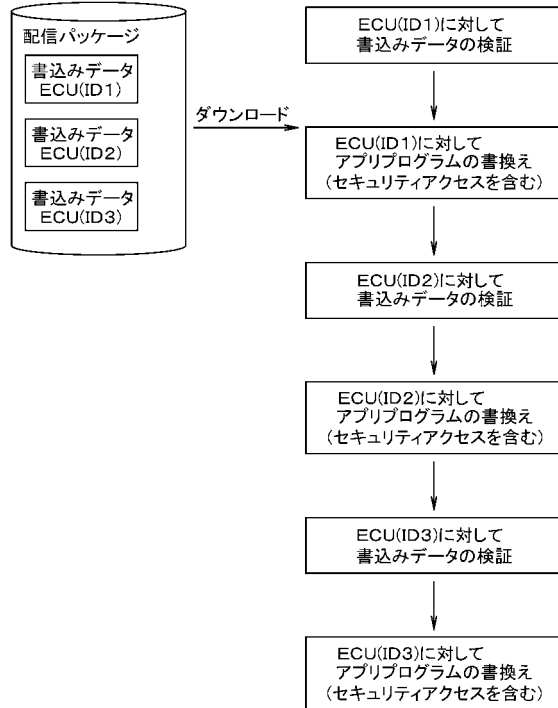 配信パッケージ
書込みデータ
ECU(ID1)
書込みデータ
ECU(ID2)
書込みデータ
ECU(ID3)
ダウンロード
ECU(ID1)に対して
書込みデータの検証
ECU(ID1)に対して
アプリプログラムの書換え
(セキュリティアクセスを含む)
ECU(ID2)に対して
書込みデータの検証
ECU(ID2)に対して
アプリプログラムの書換え
(セキュリティアクセスを含む)
ECU(ID3)に対して
書込みデータの検証
ECU(ID3)に対して
アプリプログラムの書換え
(セキュリティアクセスを含む)